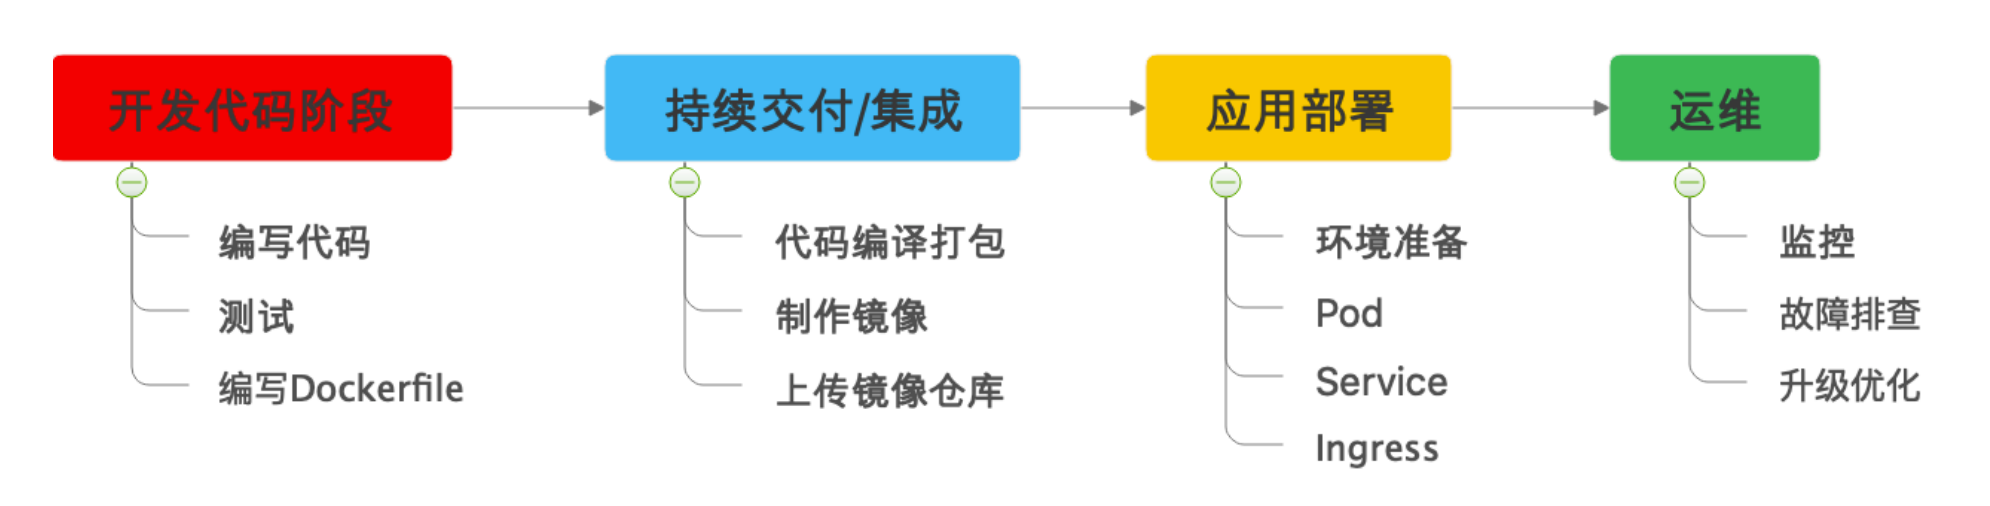 开发代码阶段
编写代码
测试
编写Dockerfile
持续交付/集成
代码编译打包
制作镜像
上传镜像仓库
应用部署
环境准备
Pod
Service
Ingress
运维
监控
故障排查
升级优化